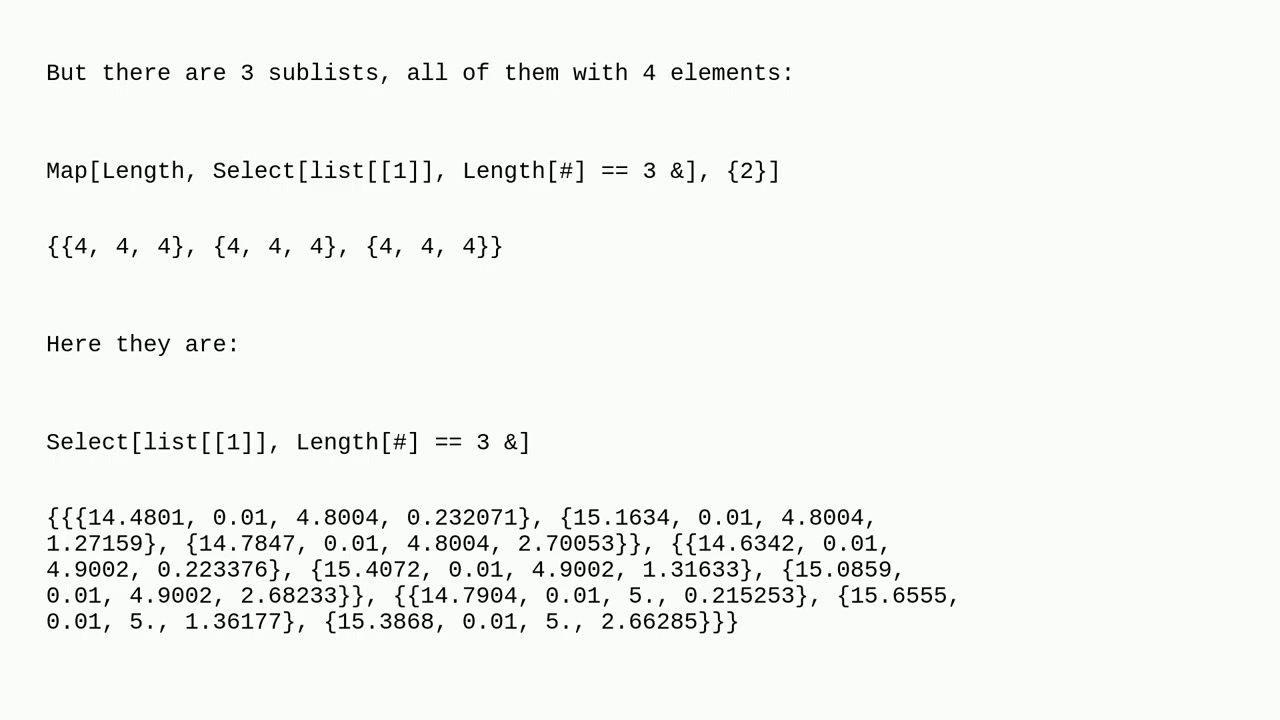 But there are 3 sublists, all of them with 4 elements:
Map[Length, Select[list[[1]], Length[#] == 3 &], {2}]
{{4, 4, 4}, {4, 4, 4}, {4, 4, 4}}
Here they are:
Select[list[[1]], Length[#] == 3 &]
{{{14.4801, 0.01, 4.8004, 0.232071}, {15.1634, 0.01, 4.8004,
1.27159}, {14.7847, 0.01, 4.8004, 2.70053}}, {{14.6342, 0.01,
4.9002, 0.223376}, {15.4072, 0.01, 4.9002, 1.31633}, {15.0859,
0.01, 4.9002, 2.68233}}, {{14.7904, 0.01, 5., 0.215253}, {15.6555,
0.01, 5., 1.36177}, {15.3868, 0.01, 5., 2.66285}}}